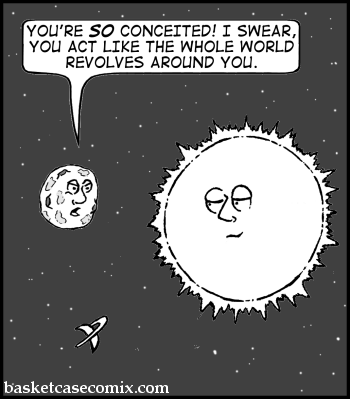 YOU'RE SO CONCEITED! I SWEAR,
YOU ACT LIKE THE WHOLE WORLD
REVOLVES AROUND YOU.
basketcasecomix.com